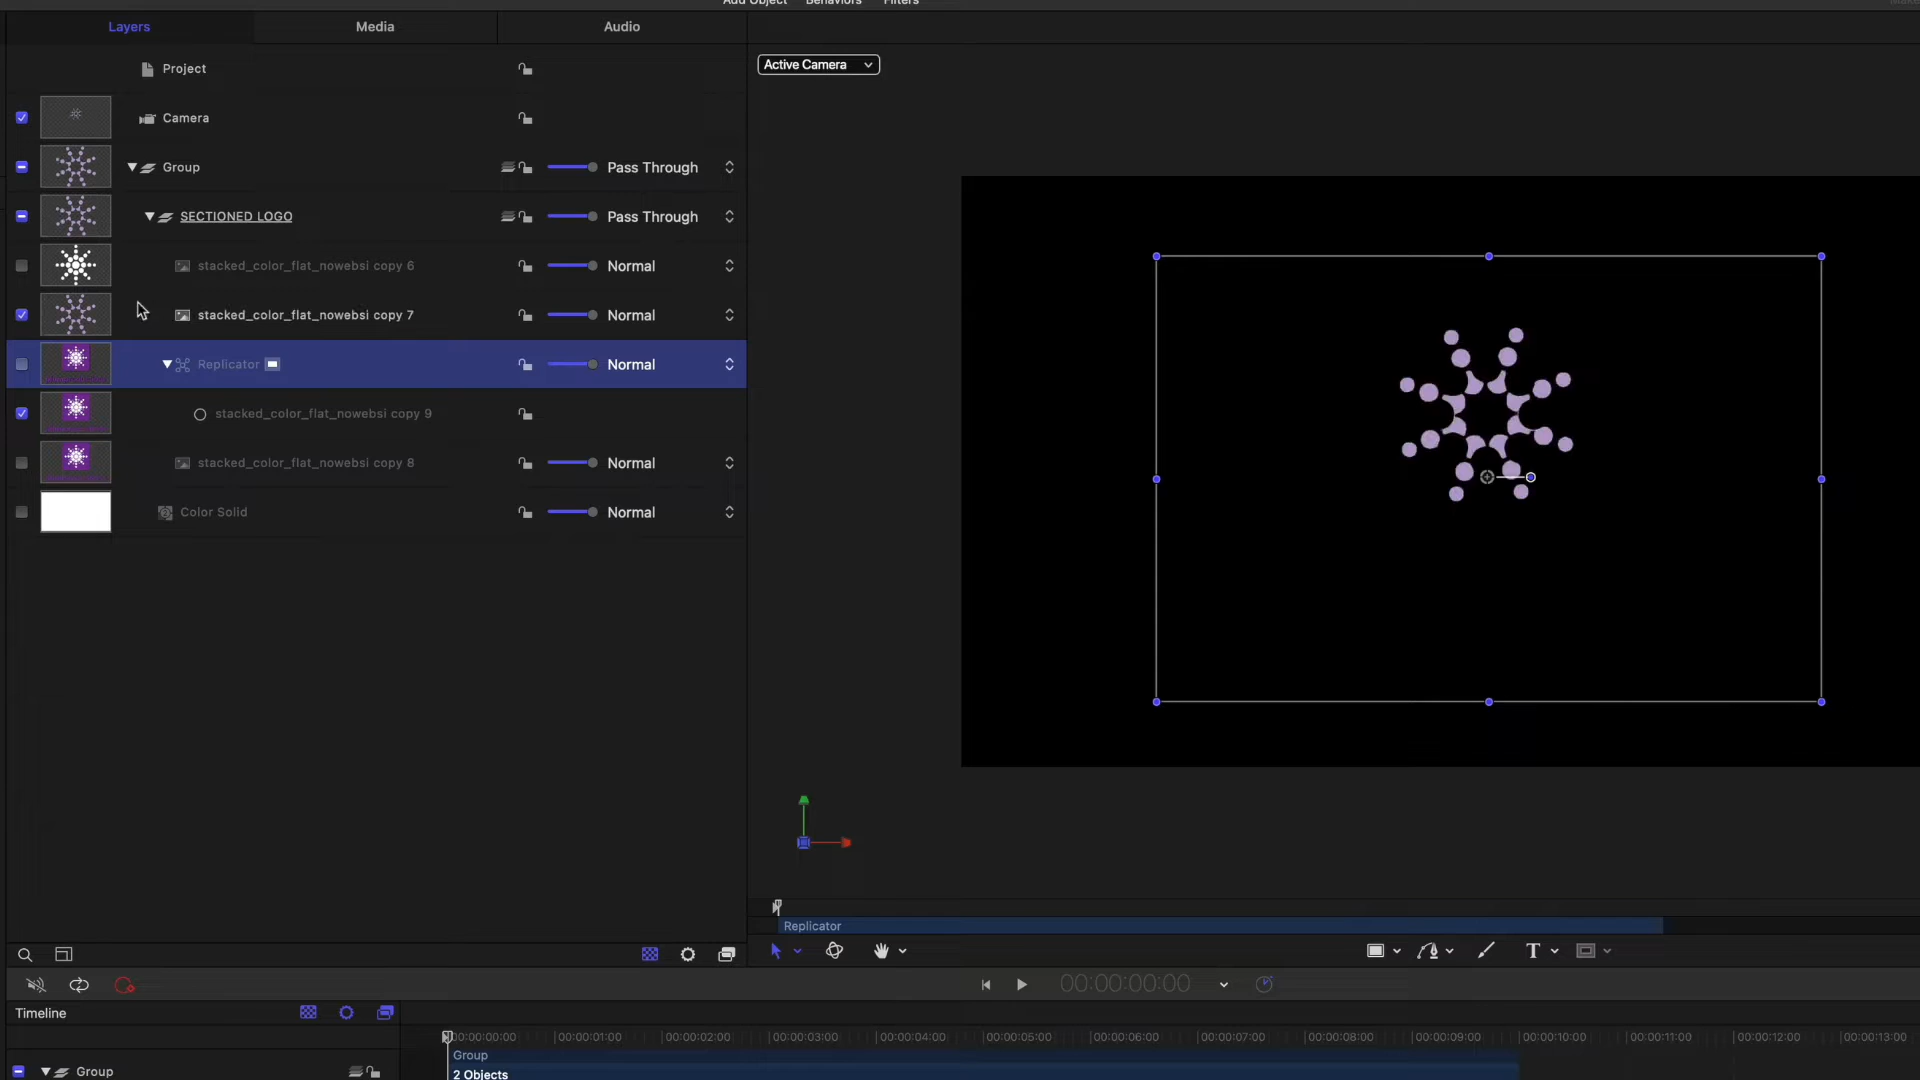 Add Object Behaviors Filters
Layers Media Audio
Active Camera
Project
Camera
Group Pass Through
SECTIONED LOGO Pass Through
stacked_color_flat_nowebsi copy 6 Normal
stacked_color_flat_nowebsi copy 7 Normal
Replicator Normal
stacked_color_flat_nowebsi copy 9
stacked_color_flat_nowebsi copy 8 Normal
Color Solid Normal
Replicator
T
00:00:00:00
Timeline
00:00:00:00 00:00:01:00 00:00:02:00 00:00:03:00 00:00:04:00 00:00:05:00 00:00:06:00 00:00:07:00 00:00:08:00 00:00:09:00 00:00:10:00 00:00:11:00 00:00:12:00 00:00:13:00
Group
Group
2 Objects